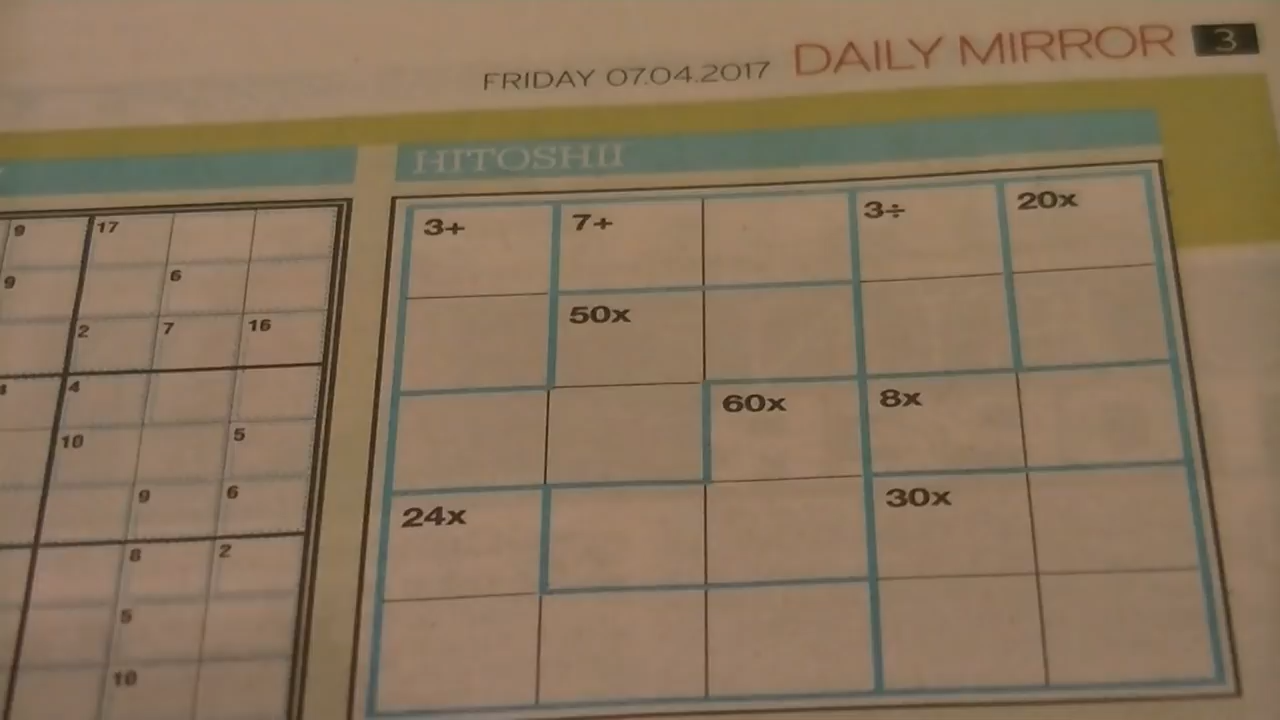 FRIDAY 07.04.2017 DAILY MIRROR 3
HITOSHII
3+ 7+ 3÷ 20x
50x
60x 8x
24x 30x
9 17
9 6
2 7 16
4
10 5
9 6
8 2
5
10